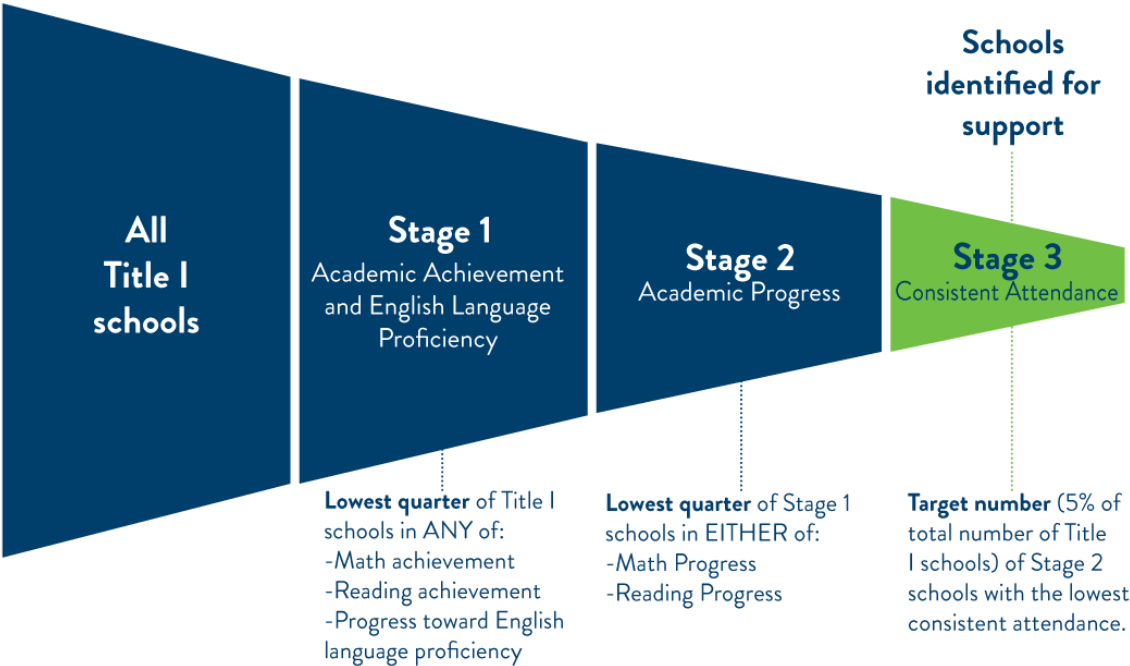 All
Title I
schools
Stage 1
Academic Achievement
and English Language
Proficiency
Stage 2
Academic Progress
Schools
identified for
support
Stage 3
Consistent Attendance
Lowest quarter of Title I
schools in ANY of:
-Math achievement
-Reading achievement
-Progress toward English
language proficiency
Lowest quarter of Stage 1
schools in EITHER of:
-Math Progress
-Reading Progress
Target number (5% of
total number of Title
I schools) of Stage 2
schools with the lowest
consistent attendance.